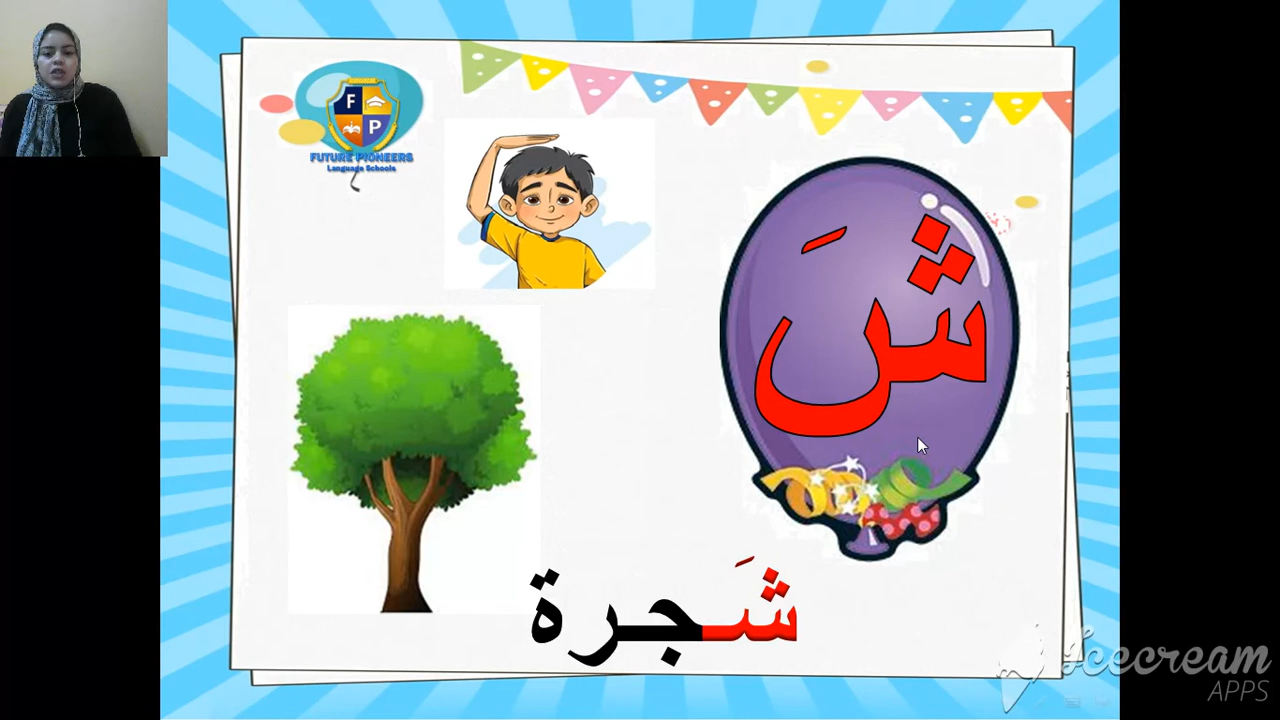 F
P
FUTURE PIONEERS
Language Schools
شَ
شَجرة
Icecream
APPS